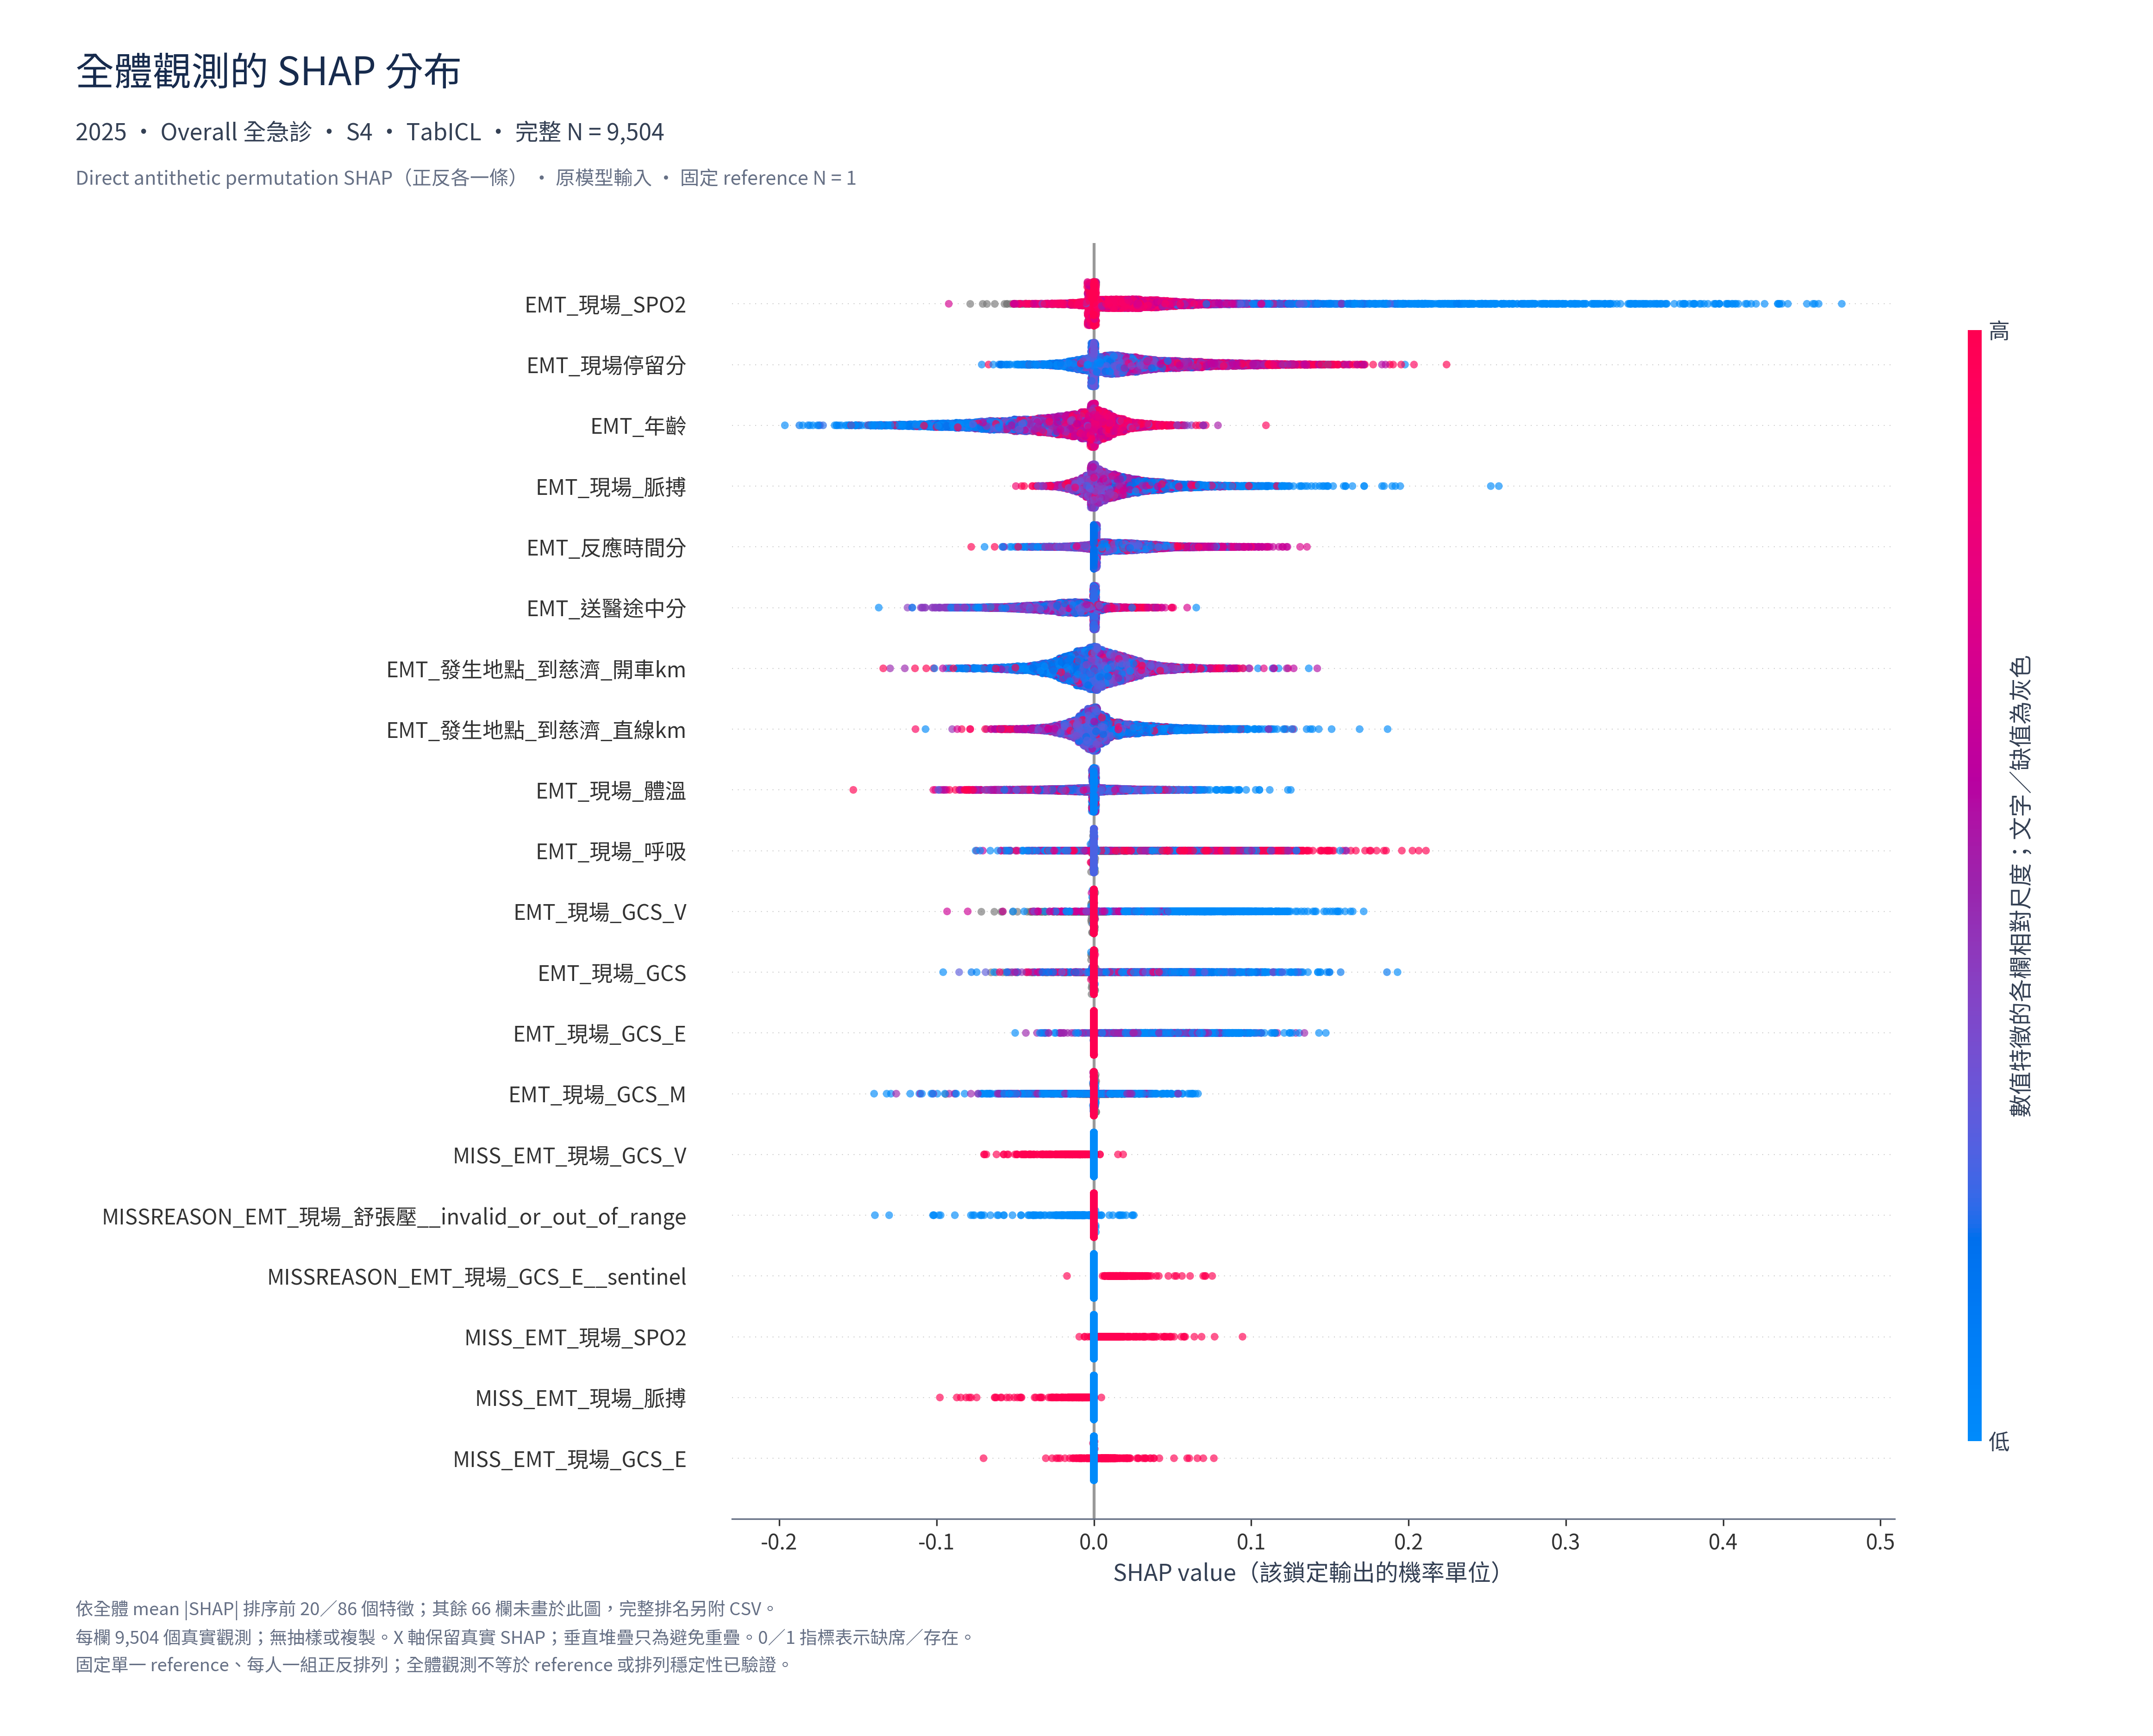 全體觀測的 SHAP 分布
2025 • Overall 全急診 • S4 • TabICL • 完整 N = 9,504
Direct antithetic permutation SHAP（正反各一條） • 原模型輸入 • 固定 reference N = 1
EMT_現場_SPO2
EMT_現場停留分
EMT_年齡
EMT_現場_脈搏
EMT_反應時間分
EMT_送醫途中分
EMT_發生地點_到慈濟_開車km
EMT_發生地點_到慈濟_直線km
EMT_現場_體溫
EMT_現場_呼吸
EMT_現場_GCS_V
EMT_現場_GCS
EMT_現場_GCS_E
EMT_現場_GCS_M
MISS_EMT_現場_GCS_V
MISSREASON_EMT_現場_舒張壓__invalid_or_out_of_range
MISSREASON_EMT_現場_GCS_E__sentinel
MISS_EMT_現場_SPO2
MISS_EMT_現場_脈搏
MISS_EMT_現場_GCS_E
-0.2 -0.1 0.0 0.1 0.2 0.3 0.4 0.5
SHAP value（該鎖定輸出的機率單位）
高
數值特徵的各欄相對尺度；文字／缺值為灰色
低
依全體 mean |SHAP| 排序前 20／86 個特徵；其餘 66 欄未畫於此圖，完整排名另附 CSV。
每欄 9,504 個真實觀測；無抽樣或複製。X 軸保留真實 SHAP；垂直堆疊只為避免重疊。0／1 指標表示缺席／存在。
固定單一 reference、每人一組正反排列；全體觀測不等於 reference 或排列穩定性已驗證。